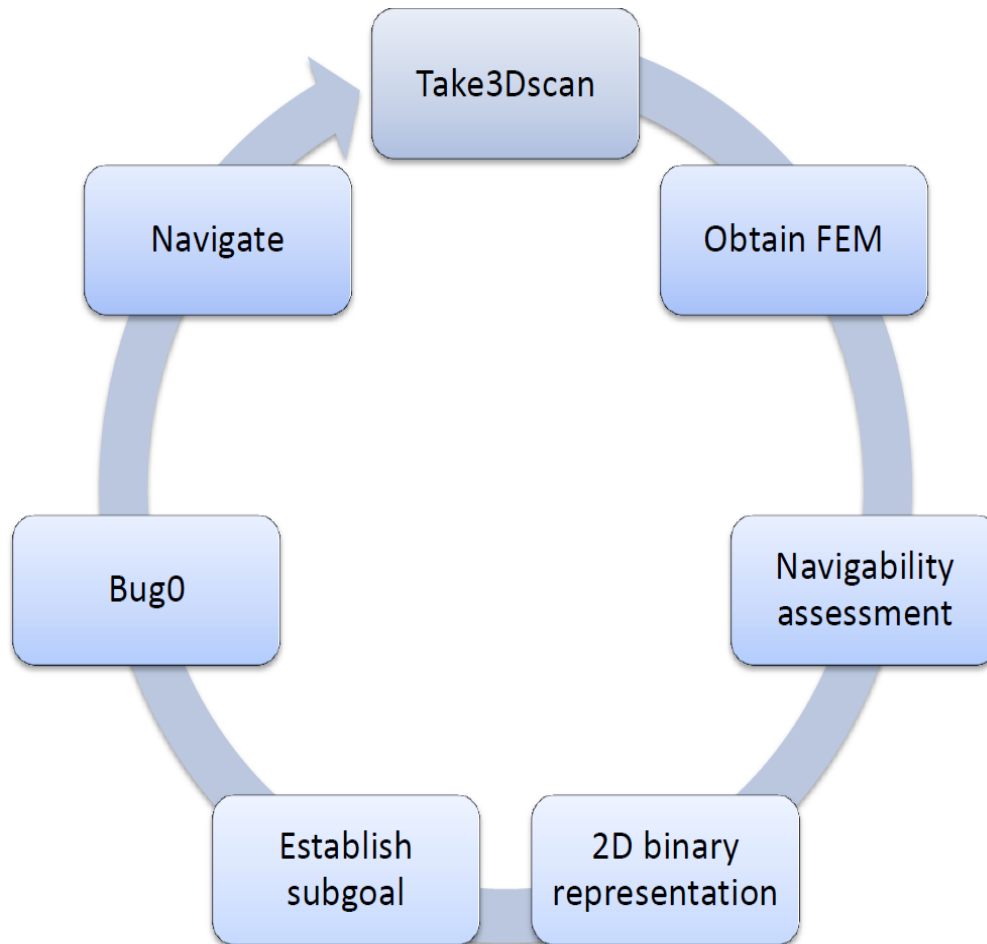 Take3Dscan
Obtain FEM
Navigability
assessment
2D binary
representation
Establish
subgoal
Bug0
Navigate